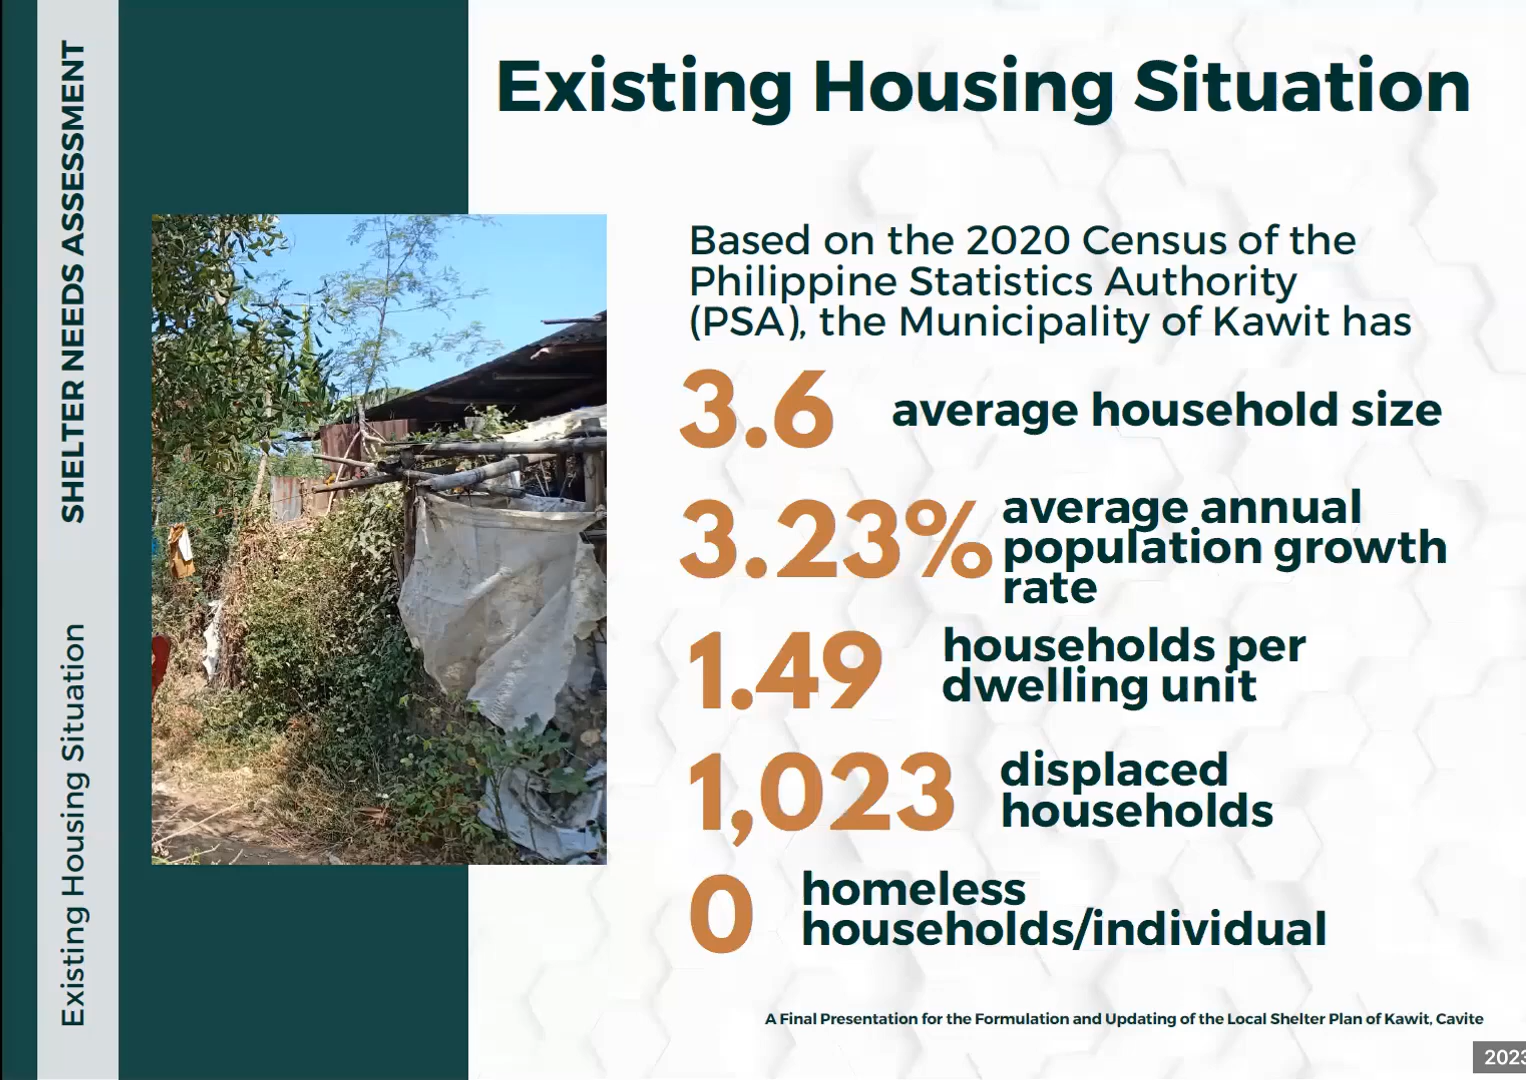 SHELTER NEEDS ASSESSMENT
Existing Housing Situation
Existing Housing Situation
Based on the 2020 Census of the
Philippine Statistics Authority
(PSA), the Municipality of Kawit has
3.6 average household size
3.23% average annual
population growth
rate
1.49 households per
dwelling unit
1,023 displaced
households
0 homeless
households/individual
A Final Presentation for the Formulation and Updating of the Local Shelter Plan of Kawit, Cavite
2023